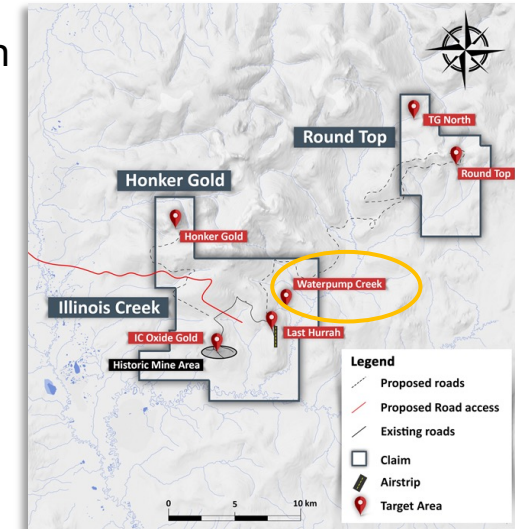 n
TG North
Round Top
Round Top
Honker Gold
Honker Gold
Waterpump Creek
Illinois Creek
IC Oxide Gold
Last Hurrah
Historic Mine Area
Legend
Proposed roads
Proposed Road access
Existing roads
Claim
Airstrip
Target Area
0 5 10 km